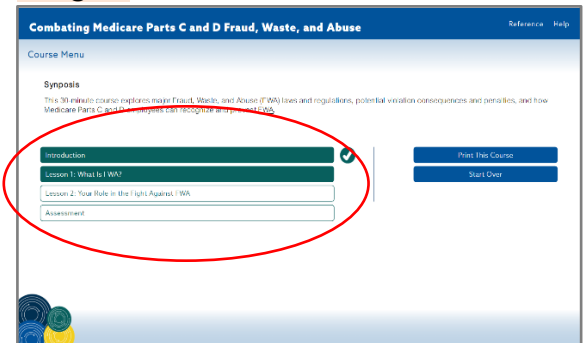 Combating Medicare Parts C and D Fraud, Waste, and Abuse
Reference Help
Course Menu
Synposis
This 30-minute course explores major Fraud, Waste, and Abuse (FWA) laws and regulations, potential violation consequences and penalties, and how
Medicare Parts C and D employees can recognize and prevent FWA.
Introduction
Print This Course
Lesson 1: What Is FWA?
Start Over
Lesson 2: Your Role in the Fight Against FWA
Assessment